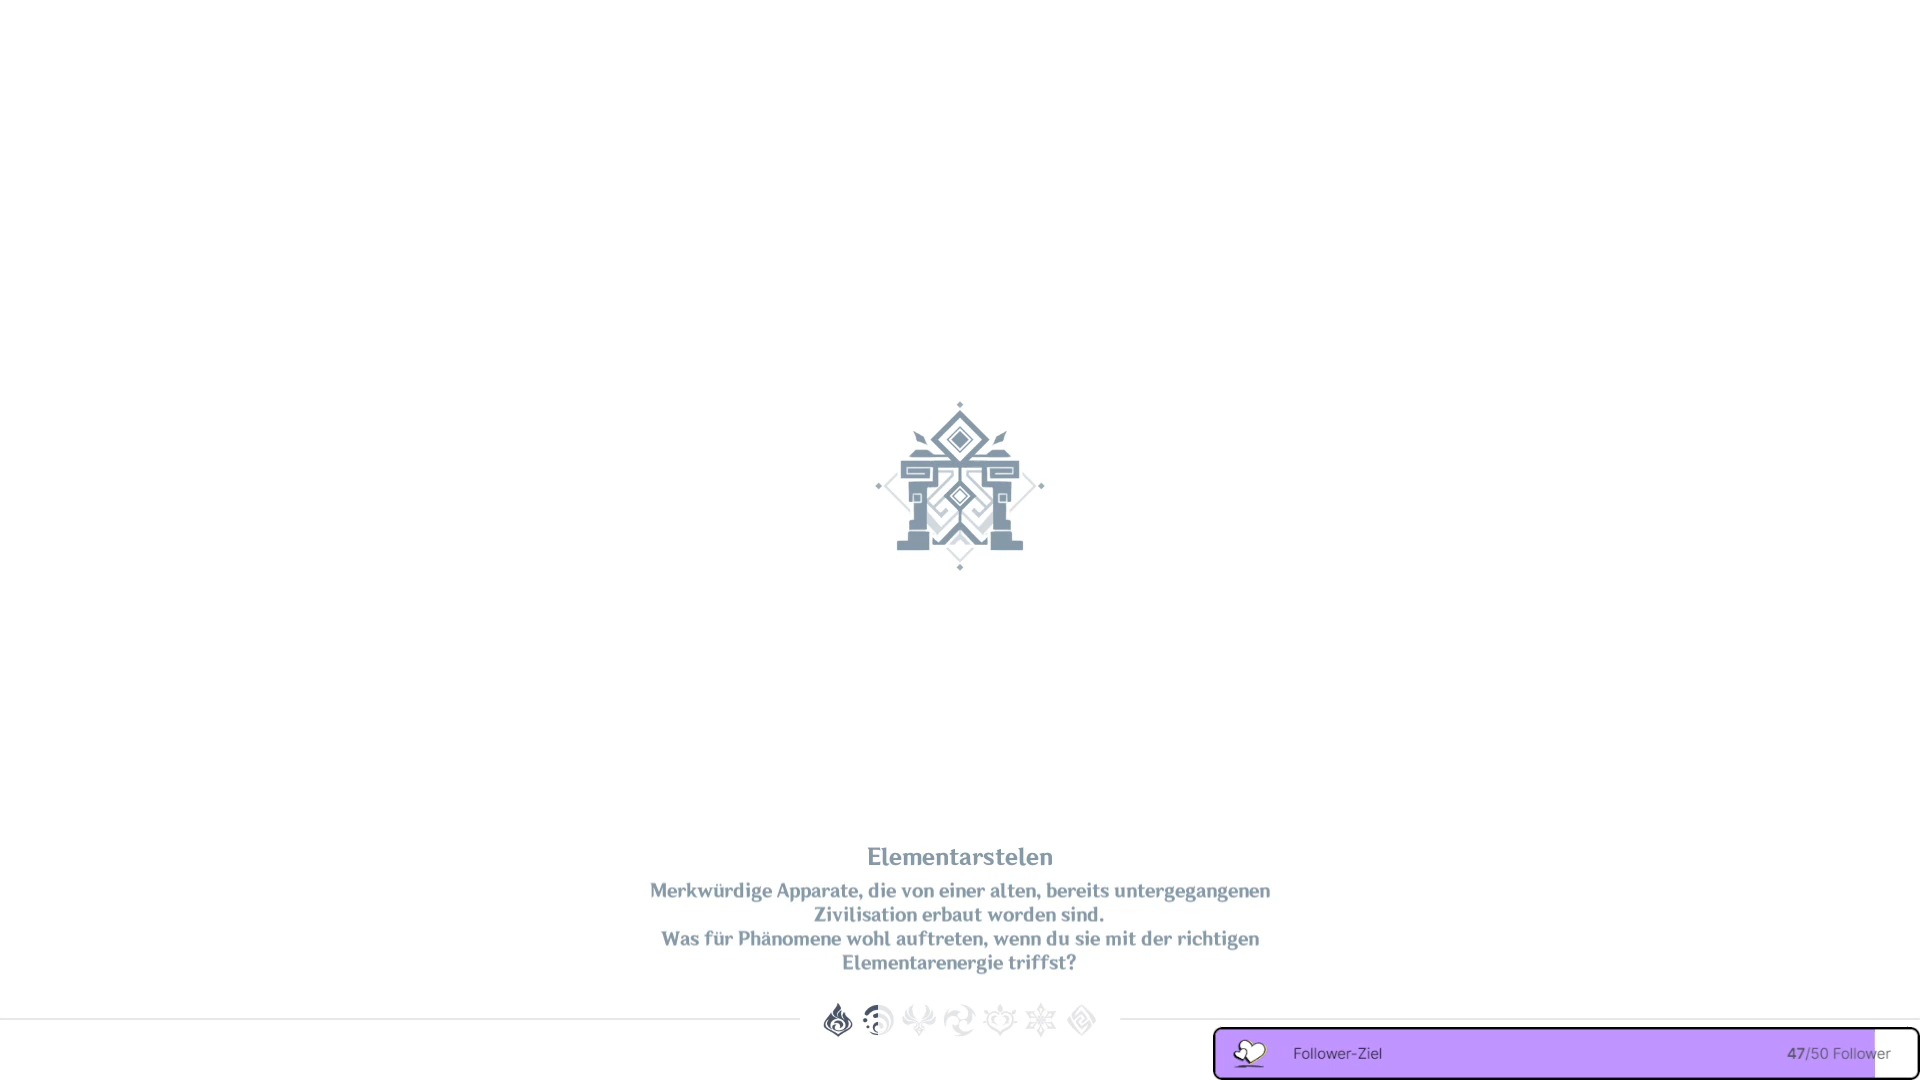 Elementarstelen
Merkwürdige Apparate, die von einer alten, bereits untergegangenen
Zivilisation erbaut worden sind.
Was für Phänomene wohl auftreten, wenn du sie mit der richtigen
Elementarenergie triffst?
Follower-Ziel
47/50 Follower